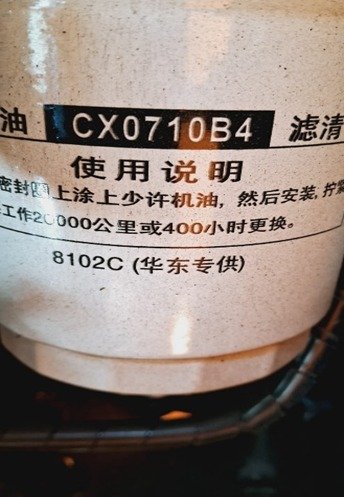 油 CX0710B4 滤清
使用说明
密封圈上涂上少许机油，然后安装，拧紧
工作20000公里或400小时更换。
8102C (华东专供)